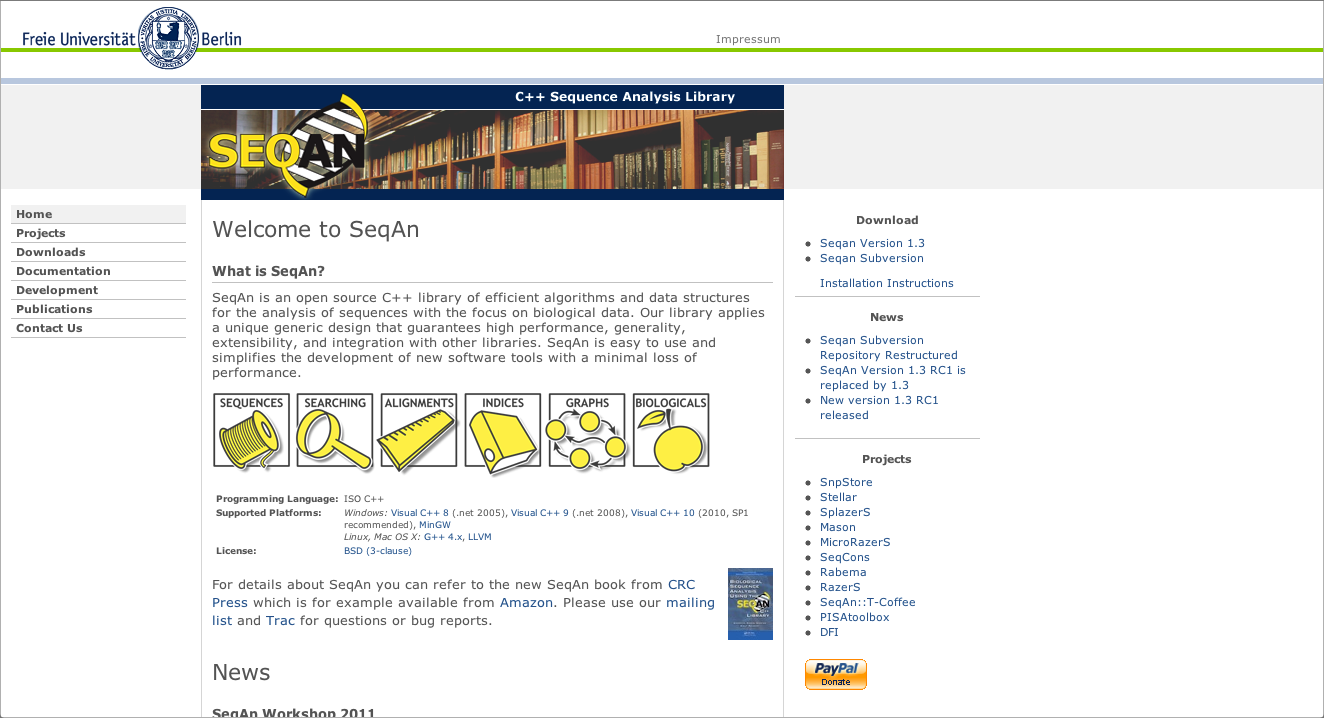 Freie Universität Berlin
Impressum
C++ Sequence Analysis Library
SEQAN
Home
Projects
Downloads
Documentation
Development
Publications
Contact Us
Welcome to SeqAn
What is SeqAn?
SeqAn is an open source C++ library of efficient algorithms and data structures
for the analysis of sequences with the focus on biological data. Our library applies
a unique generic design that guarantees high performance, generality,
extensibility, and integration with other libraries. SeqAn is easy to use and
simplifies the development of new software tools with a minimal loss of
performance.
SEQUENCES SEARCHING ALIGNMENTS INDICES GRAPHS BIOLOGICALS
Programming Language: ISO C++
Supported Platforms: Windows: Visual C++ 8 (.net 2005), Visual C++ 9 (.net 2008), Visual C++ 10 (2010, SP1
recommended), MinGW
Linux, Mac OS X: G++ 4.x, LLVM
License: BSD (3-clause)
For details about SeqAn you can refer to the new SeqAn book from CRC
Press which is for example available from Amazon. Please use our mailing
list and Trac for questions or bug reports.
BIOLOGICAL
SEQUENCE
ANALYSIS
USING THE
SEQAN
C++
LIBRARY
News
SeqAn Workshop 2011
Download
Seqan Version 1.3
Seqan Subversion
Installation Instructions
News
Seqan Subversion
Repository Restructured
SeqAn Version 1.3 RC1 is
replaced by 1.3
New version 1.3 RC1
released
Projects
SnpStore
Stellar
SplazerS
Mason
MicroRazerS
SeqCons
Rabema
RazerS
SeqAn::T-Coffee
PISAtoolbox
DFI
PayPal
Donate